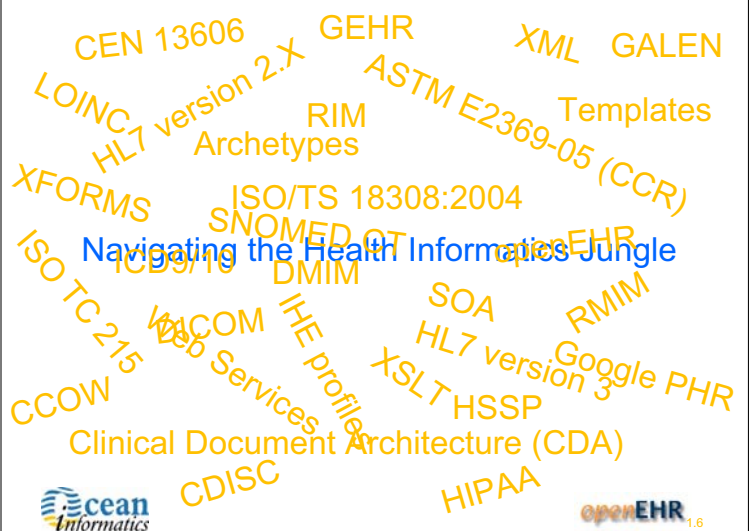 CEN 13606
GEHR
XML
GALEN
LOINC
HL7 version 2.X
ASTM E2369-05 (CCR)
RIM
Templates
Archetypes
XFORMS
ISO/TS 18308:2004
SNOMED CT
Navigating the Health Informatics Jungle
openEHR
ICD9/10
DMIM
ISO TC 215
SOA
RMIM
DICOM
Web Services
IHE profiles
HL7 version 3
Google PHR
XSLT
CCOW
HSSP
Clinical Document Architecture (CDA)
CDISC
HIPAA
Ocean
Informatics
openEHR
1.6